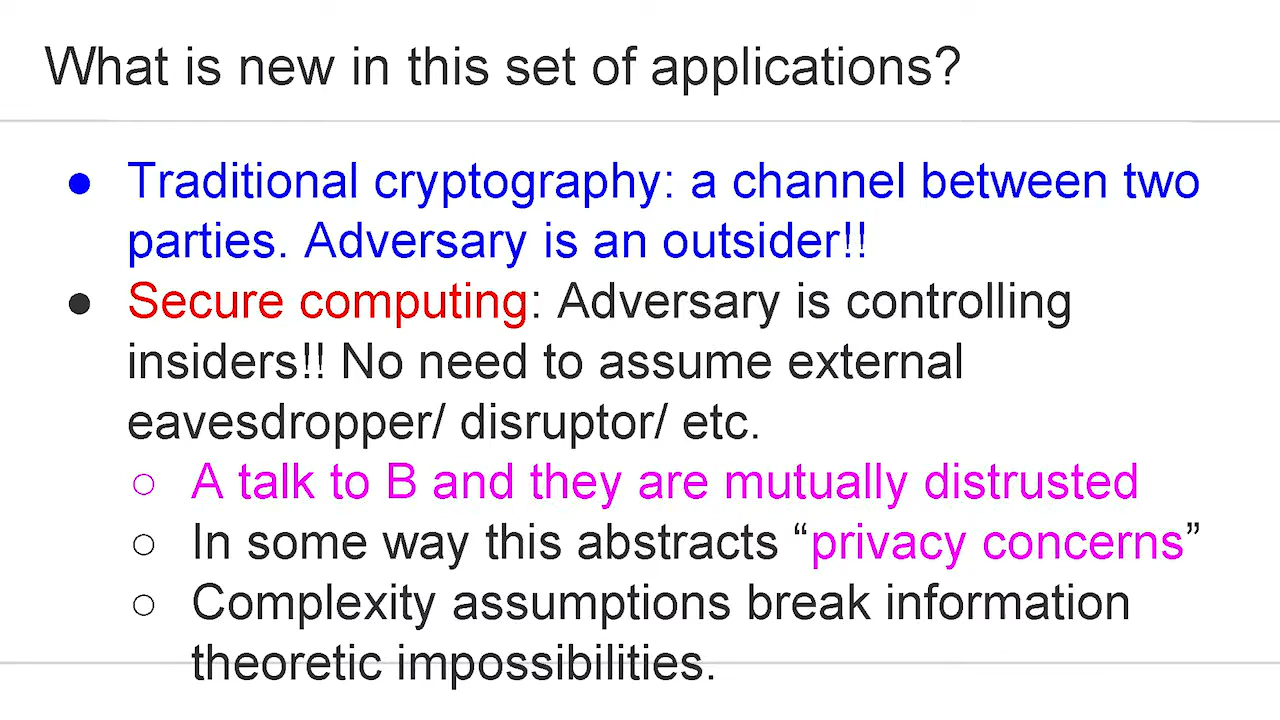 What is new in this set of applications?
● Traditional cryptography: a channel between two
parties. Adversary is an outsider!!
● Secure computing: Adversary is controlling
insiders!! No need to assume external
eavesdropper/ disruptor/ etc.
○ A talk to B and they are mutually distrusted
○ In some way this abstracts “privacy concerns”
○ Complexity assumptions break information
theoretic impossibilities.